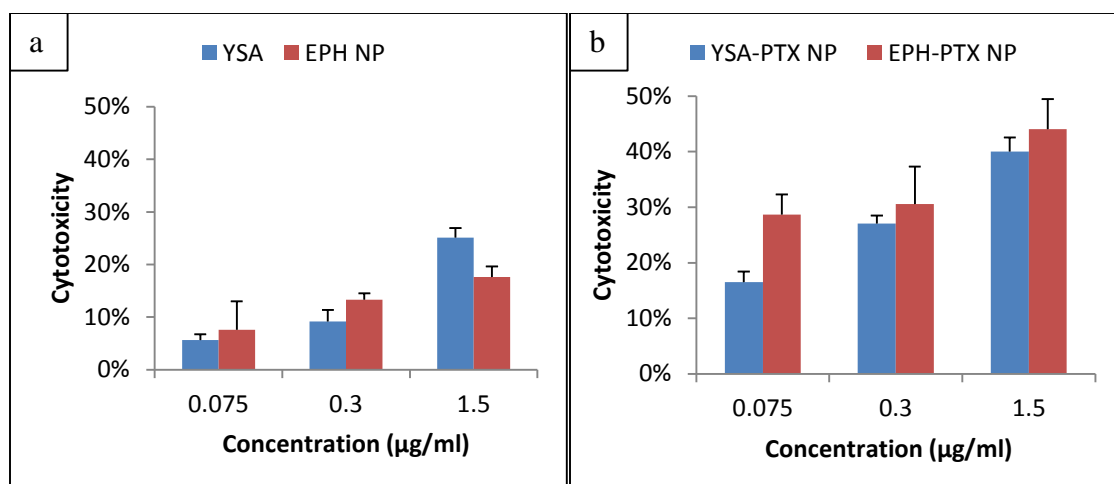 a
YSA EPH NP
50%
40%
30%
20%
10%
0%
Cytotoxicity
0.075 0.3 1.5
Concentration (μg/ml)
b
YSA-PTX NP EPH-PTX NP
50%
40%
30%
20%
10%
0%
Cytotoxicity
0.075 0.3 1.5
Concentration (μg/ml)